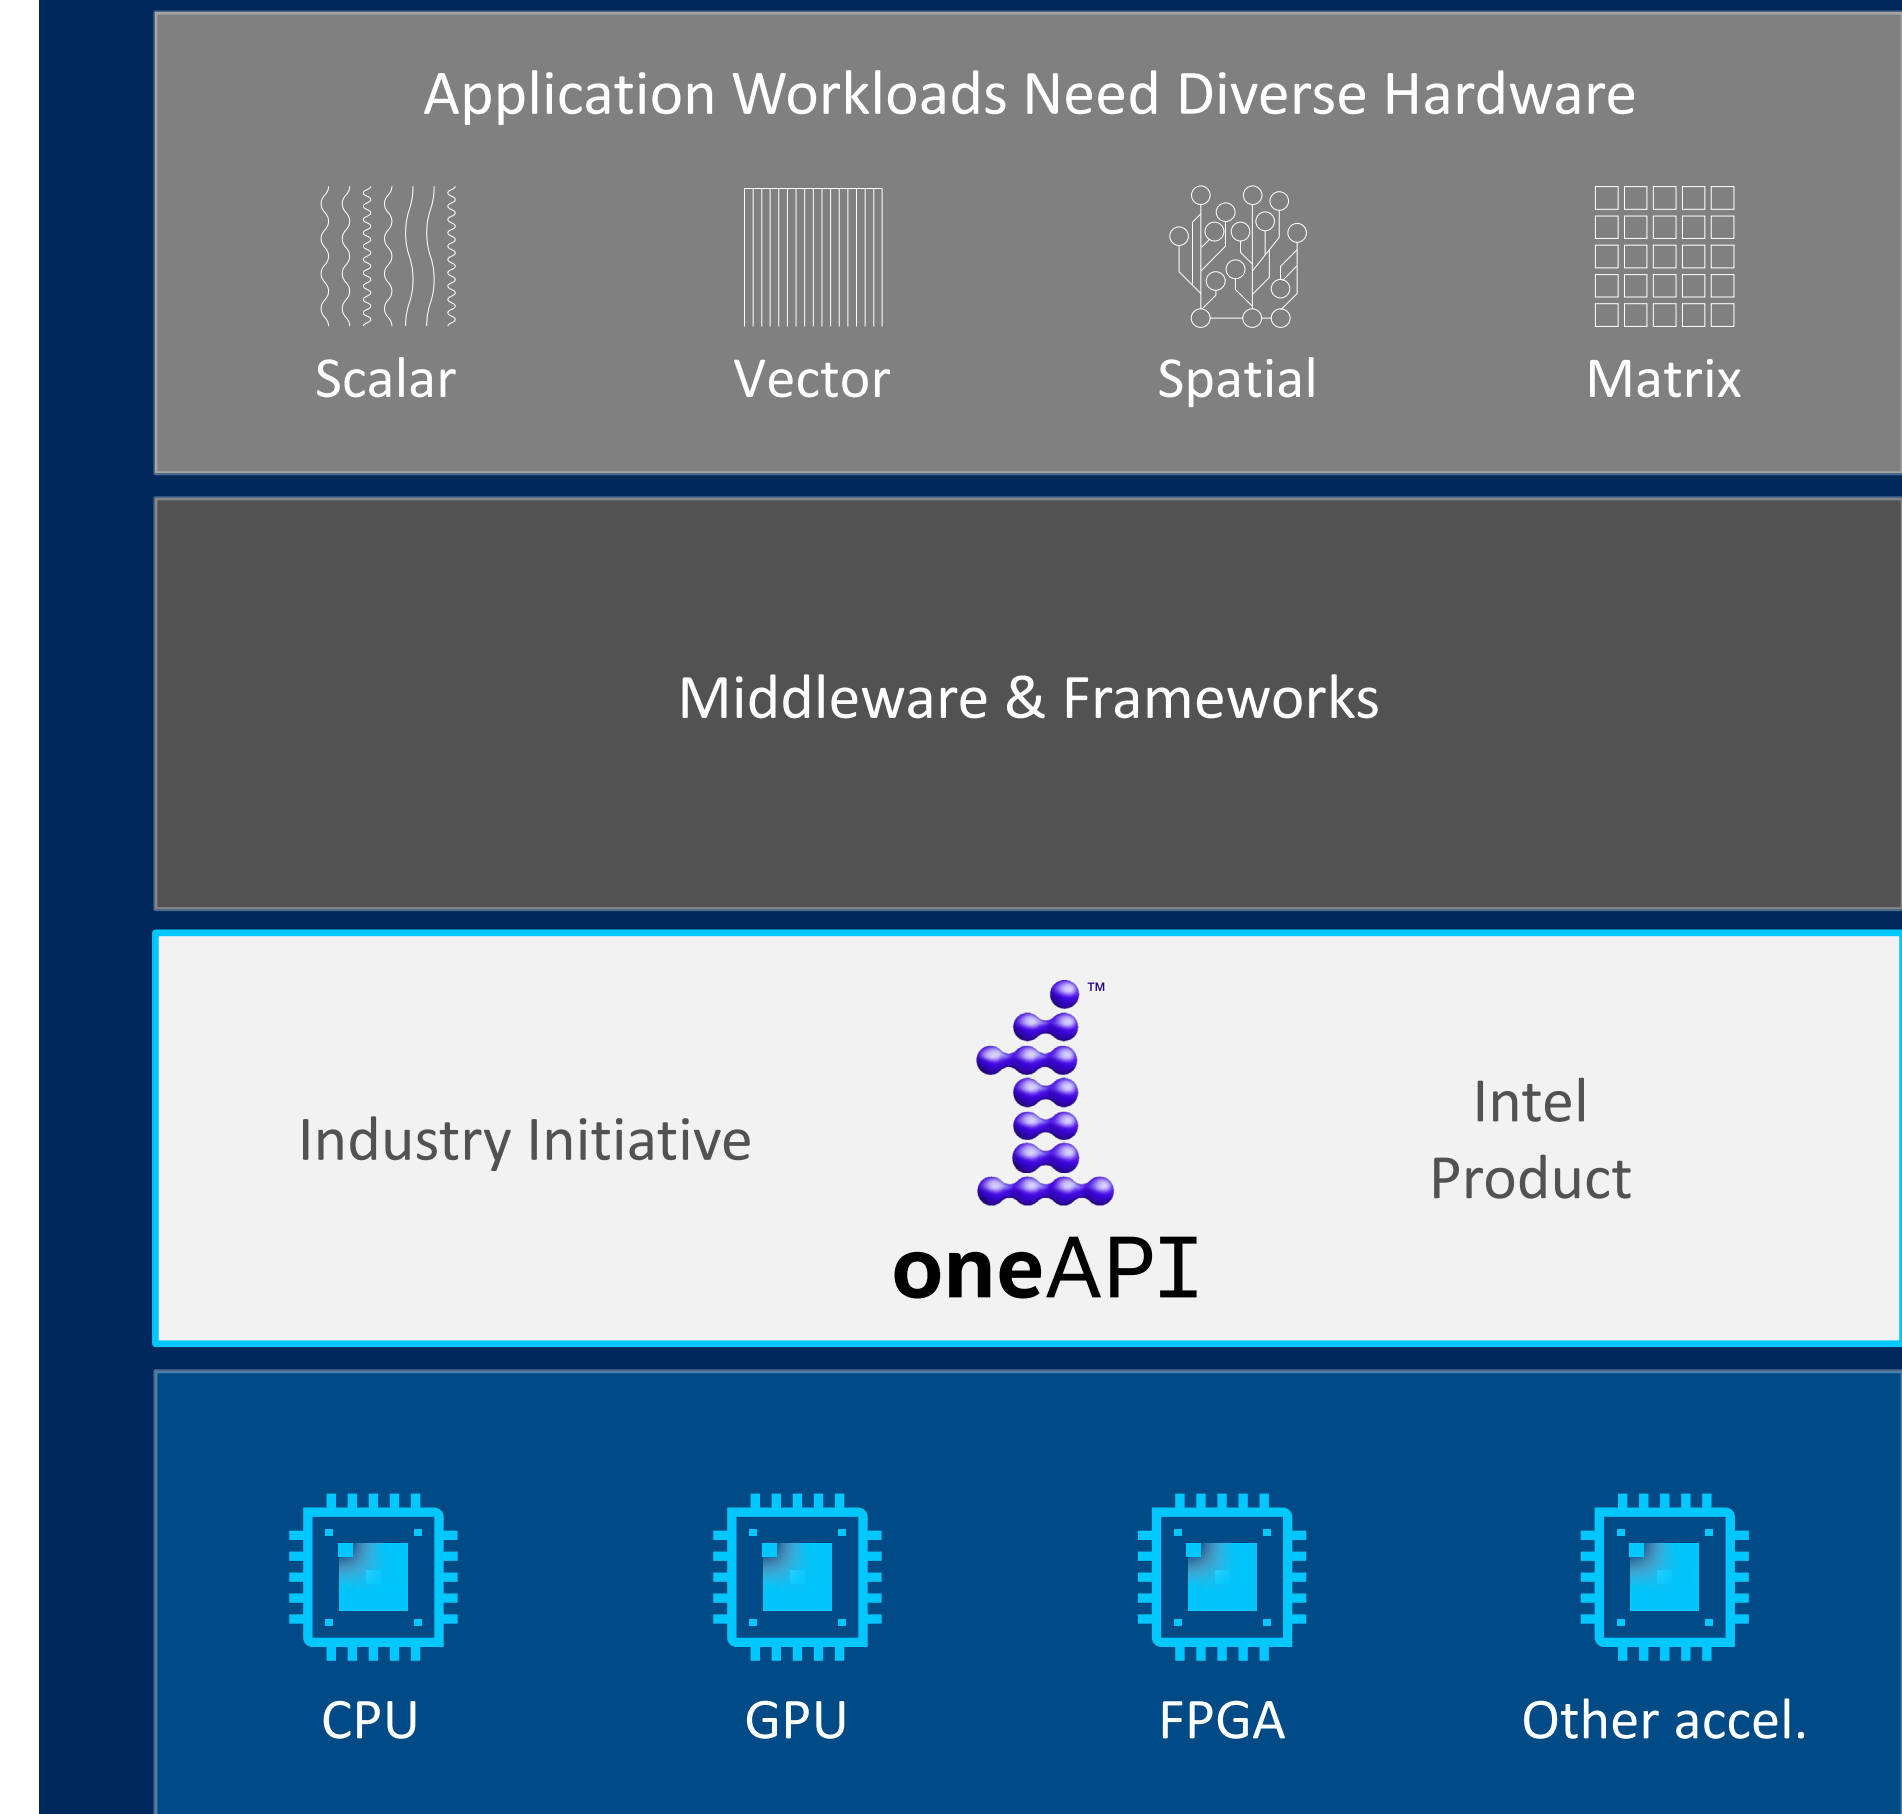 Application Workloads Need Diverse Hardware
Scalar
Vector
Spatial
Matrix
Middleware & Frameworks
Industry Initiative
TM
oneAPI
Intel
Product
CPU
GPU
FPGA
Other accel.